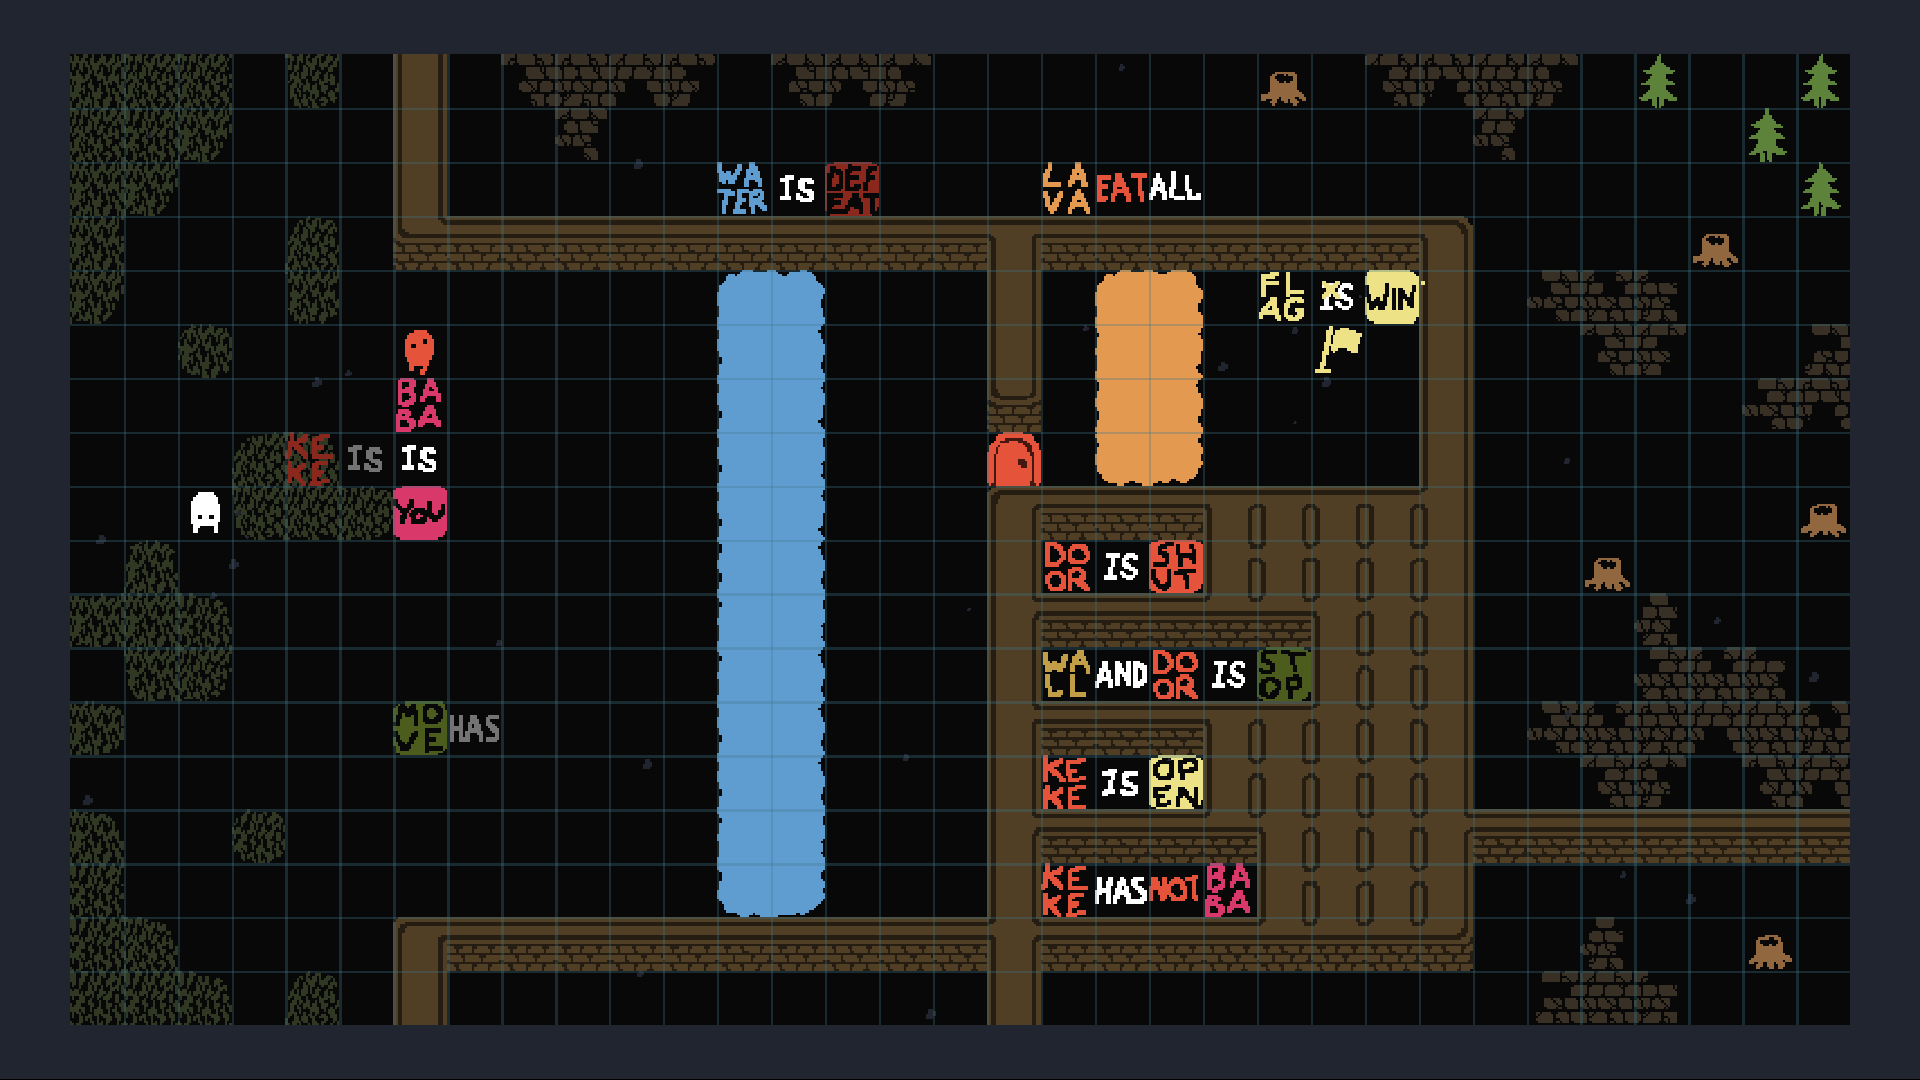 WATER IS DEFEAT
LAVA EAT ALL
FLAG IS WIN
BABA
KEKE IS IS
YOU
DOOR IS SHUT
WALL AND DOOR IS STOP
MOVE HAS
KEKE IS OPEN
KEKE HAS NOT BABA